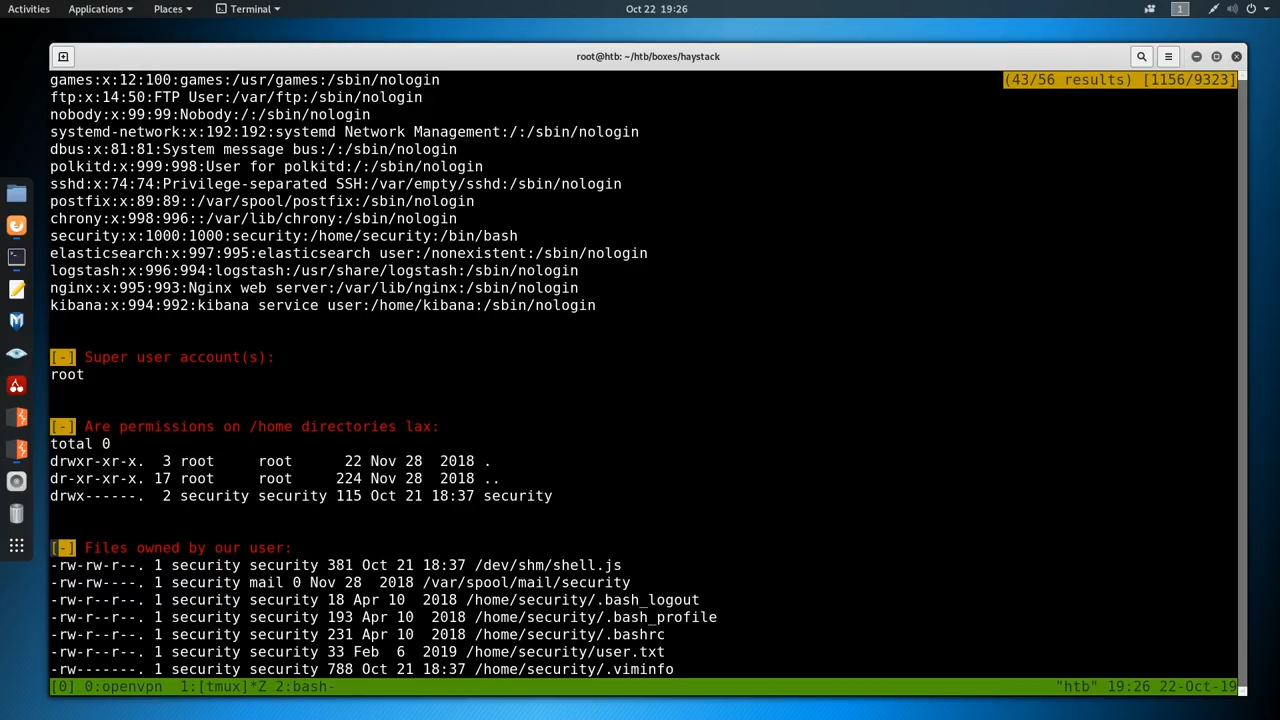 Activities Applications Places Terminal Oct 22 19:26 1
root@htb: ~/htb/boxes/haystack
games:x:12:100:games:/usr/games:/sbin/nologin (43/56 results) [1156/9323]
ftp:x:14:50:FTP User:/var/ftp:/sbin/nologin
nobody:x:99:99:Nobody:/:/sbin/nologin
systemd-network:x:192:192:systemd Network Management:/:/sbin/nologin
dbus:x:81:81:System message bus:/:/sbin/nologin
polkitd:x:999:998:User for polkitd:/:/sbin/nologin
sshd:x:74:74:Privilege-separated SSH:/var/empty/sshd:/sbin/nologin
postfix:x:89:89::/var/spool/postfix:/sbin/nologin
chrony:x:998:996::/var/lib/chrony:/sbin/nologin
security:x:1000:1000:security:/home/security:/bin/bash
elasticsearch:x:997:995:elasticsearch user:/nonexistent:/sbin/nologin
logstash:x:996:994:logstash:/usr/share/logstash:/sbin/nologin
nginx:x:995:993:Nginx web server:/var/lib/nginx:/sbin/nologin
kibana:x:994:992:kibana service user:/home/kibana:/sbin/nologin
[-] Super user account(s):
root
[-] Are permissions on /home directories lax:
total 0
drwxr-xr-x. 3 root root 22 Nov 28 2018 .
dr-xr-xr-x. 17 root root 224 Nov 28 2018 ..
drwx------. 2 security security 115 Oct 21 18:37 security
[-] Files owned by our user:
-rw-rw-r--. 1 security security 381 Oct 21 18:37 /dev/shm/shell.js
-rw-rw----. 1 security mail 0 Nov 28 2018 /var/spool/mail/security
-rw-r--r--. 1 security security 18 Apr 10 2018 /home/security/.bash_logout
-rw-r--r--. 1 security security 193 Apr 10 2018 /home/security/.bash_profile
-rw-r--r--. 1 security security 231 Apr 10 2018 /home/security/.bashrc
-rw-r--r--. 1 security security 33 Feb 6 2019 /home/security/user.txt
-rw-------. 1 security security 788 Oct 21 18:37 /home/security/.viminfo
[0] 0:openvpn 1:[tmux]*Z 2:bash- "htb" 19:26 22-Oct-19